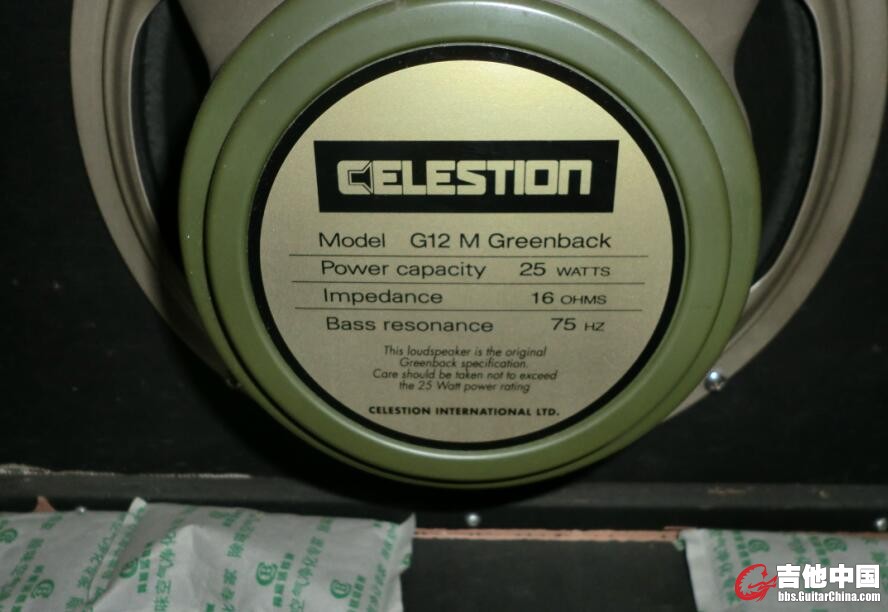 CELESTION
Model G12 M Greenback
Power capacity 25 WATTS
Impedance 16 OHMS
Bass resonance 75 HZ
This loudspeaker is the original
Greenback specification.
Care should be taken not to exceed
the 25 Watt power rating
CELESTION INTERNATIONAL LTD.
吉他中国
bbs.GuitarChina.com